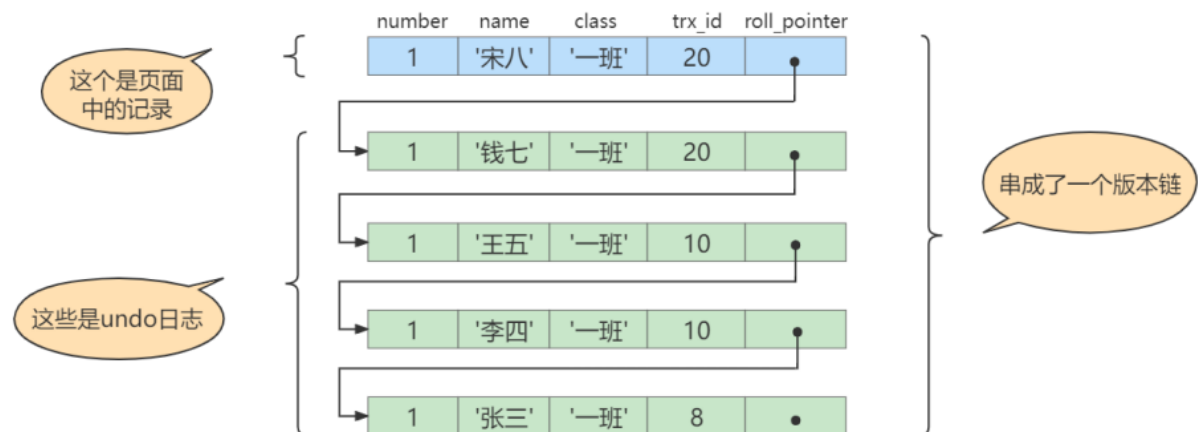 number name class trx_id roll_pointer
1 '宋八' '一班' 20
这个是页面
中的记录
1 '钱七' '一班' 20
串成了一个版本链
1 '王五' '一班' 10
这些是undo日志
1 '李四' '一班' 10
1 '张三' '一班' 8